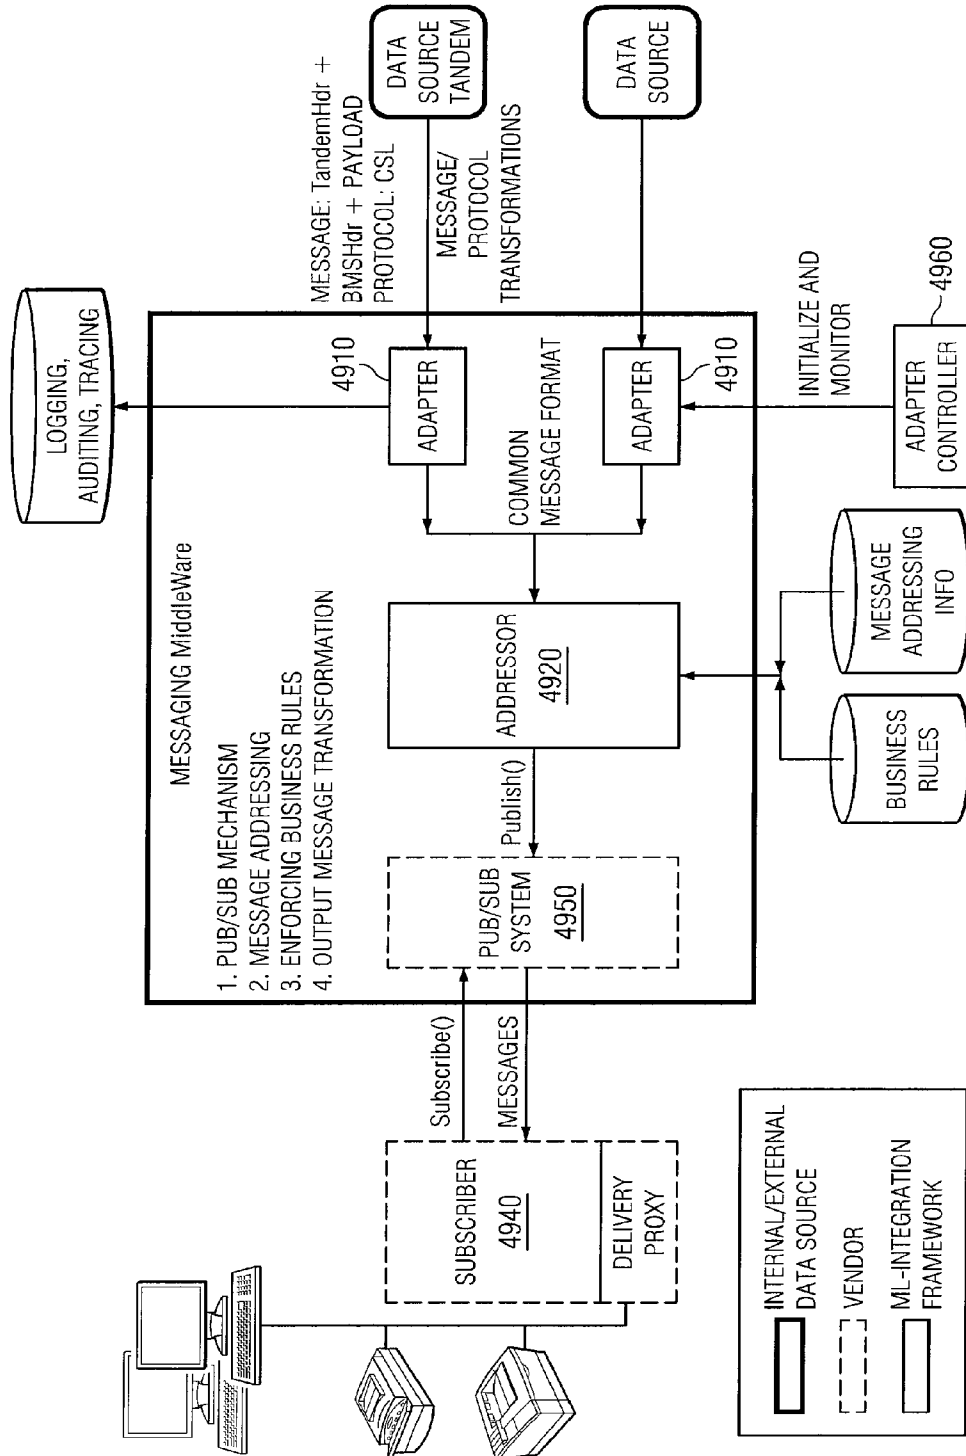 LOGGING,
AUDITING, TRACING
MESSAGE: TandemHdr +
BMSHdr + PAYLOAD
PROTOCOL: CSL
DATA
SOURCE
TANDEM
MESSAGE/
PROTOCOL
TRANSFORMATIONS
DATA
SOURCE
MESSAGING MiddleWare
1. PUB/SUB MECHANISM
2. MESSAGE ADDRESSING
3. ENFORCING BUSINESS RULES
4. OUTPUT MESSAGE TRANSFORMATION
4910
ADAPTER
COMMON
MESSAGE FORMAT
ADAPTER
4910
ADDRESSOR
4920
Publish()
PUB/SUB
SYSTEM
4950
Subscribe()
MESSAGES
SUBSCRIBER
4940
DELIVERY
PROXY
INITIALIZE AND
MONITOR
ADAPTER
CONTROLLER
4960
MESSAGE
ADDRESSING
INFO
BUSINESS
RULES
INTERNAL/EXTERNAL
DATA SOURCE
VENDOR
ML-INTEGRATION
FRAMEWORK